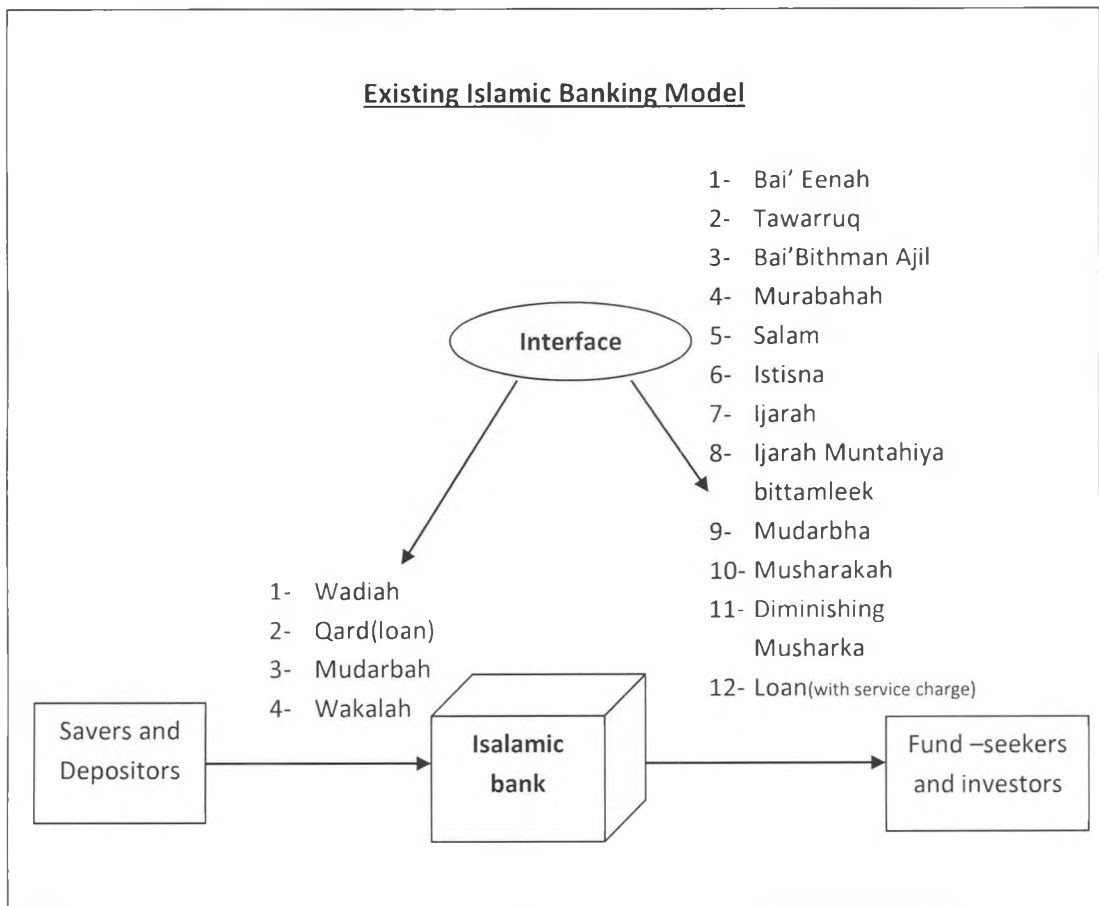 Existing Islamic Banking Model
1- Bai' Eenah
2- Tawarruq
3- Bai'Bithman Ajil
4- Murabahah
5- Salam
6- Istisna
7- Ijarah
8- Ijarah Muntahiya
bittamleek
9- Mudarbha
10- Musharakah
11- Diminishing
Musharka
12- Loan(with service charge)
Interface
1- Wadiah
2- Qard(loan)
3- Mudarbah
4- Wakalah
Savers and
Depositors
Isalamic
bank
Fund –seekers
and investors